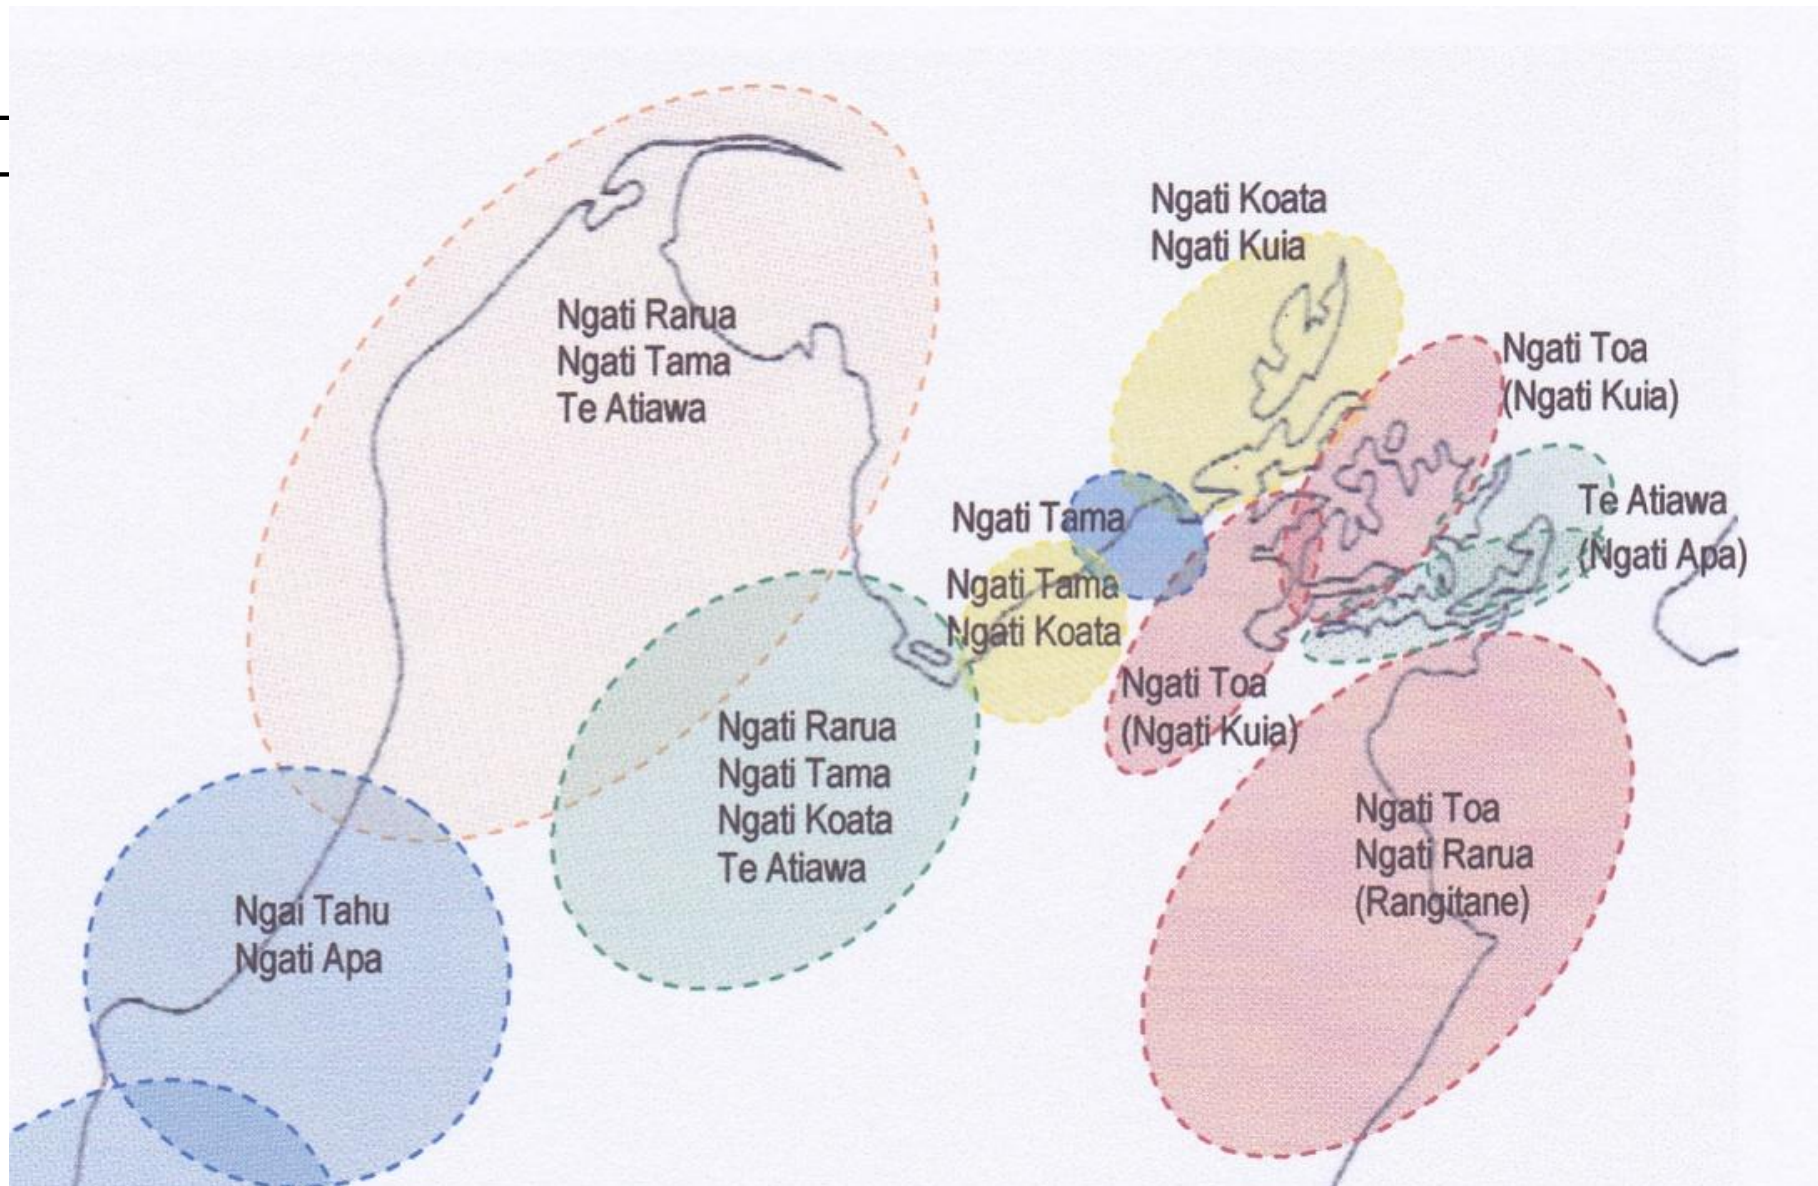 Ngati Koata
Ngati Kuia
Ngati Rarua
Ngati Tama
Te Atiawa
Ngati Toa
(Ngati Kuia)
Te Atiawa
(Ngati Apa)
Ngati Tama
Ngati Tama
Ngati Koata
Ngati Toa
(Ngati Kuia)
Ngati Rarua
Ngati Tama
Ngati Koata
Te Atiawa
Ngati Toa
Ngati Rarua
(Rangitane)
Ngai Tahu
Ngati Apa